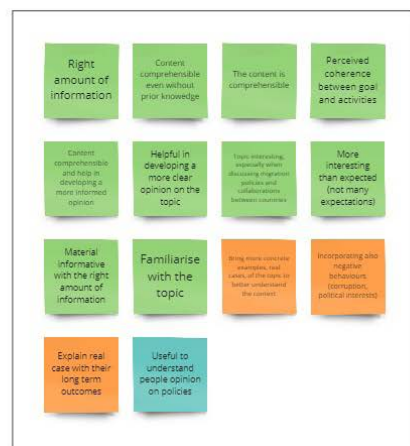 Right
amount of
information
Content
comprehensible
even without
prior knowedge
The content is
comprehensible
Perceived
coherence
between goal
and activities
Content
comprehensible
and help in
developing a
more informed
opinion
Helpful in
developing a
more clear
opinion on the
topic
Topic interesting,
especially when
discussing migration
policies and
collaborations
between countries
More
interesting
than expected
(not many
expectations)
Material
informative
with the right
amount of
information
Familiarise
with the
topic
Bring more concrete
examples, real
cases, of the topic to
better understand
the context
Incorporating also
negative
behaviours
(corruption,
political interests)
Explain real
case with their
long term
outcomes
Useful to
understand
people opinion
on policies